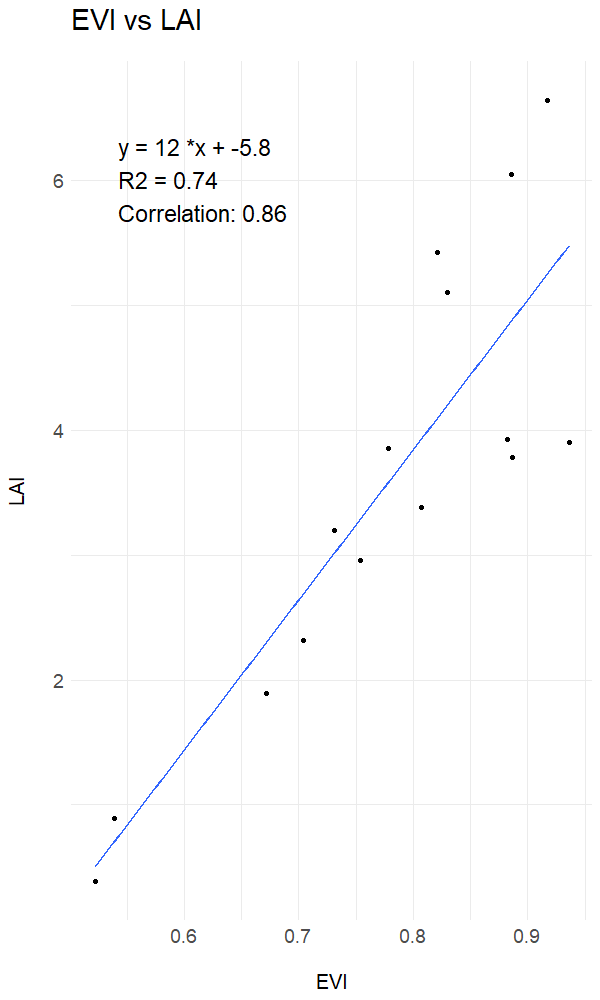 EVI vs LAI
y = 12 *x + -5.8
R2 = 0.74
Correlation: 0.86
6
4
2
LAI
0.6 0.7 0.8 0.9
EVI